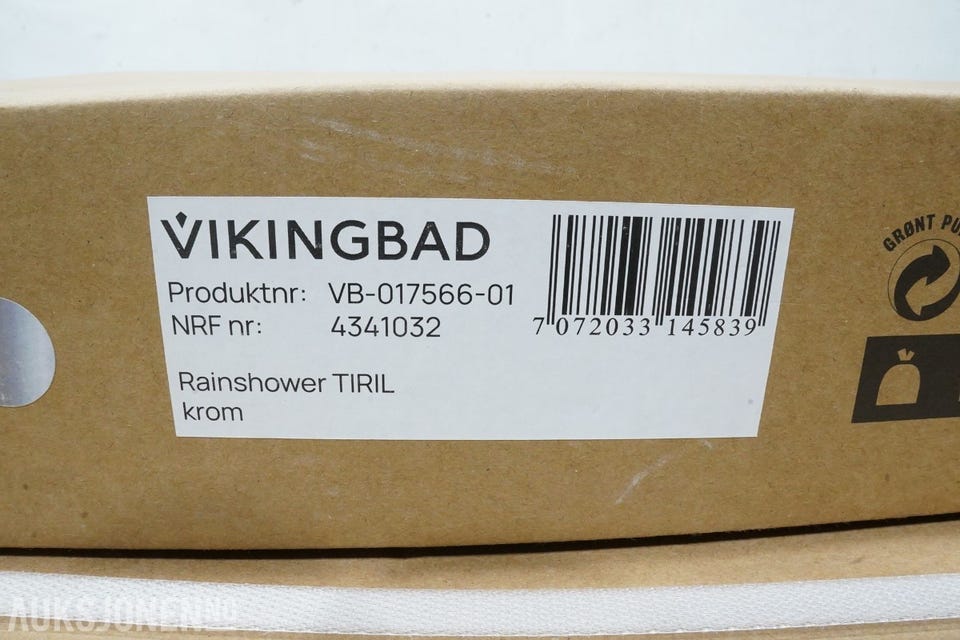 VIKINGBAD
Produktnr: VB-017566-01
NRF nr: 4341032
7 072033 145839
Rainshower TIRIL
krom
GRØNT PU
AUKSJONEN.NO